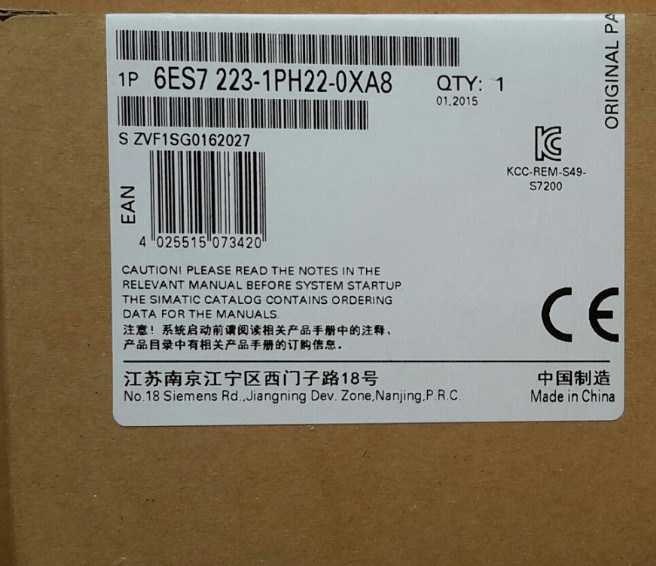 1P 6ES7 223-1PH22-0XA8
QTY: 1
01.2015
S ZVF1SG0162027
EAN
4 025515 073420
KCC-REM-S49-
S7200
ORIGINAL PA
CAUTION! PLEASE READ THE NOTES IN THE
RELEVANT MANUAL BEFORE SYSTEM STARTUP.
THE SIMATIC CATALOG CONTAINS ORDERING
DATA FOR THE MANUALS.
注意！系统启动前请阅读相关产品手册中的注释、
产品目录中有相关产品手册的订购信息。
CE
江苏南京江宁区西门子路18号
No.18 Siemens Rd.,Jiangning Dev. Zone,Nanjing,P.R.C.
中国制造
Made in China